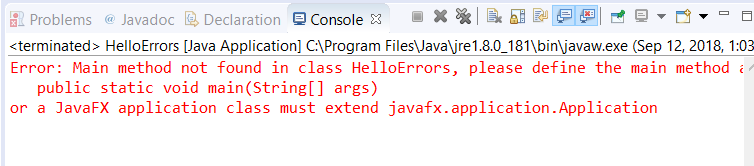 Problems @ Javadoc Declaration Console
<terminated> HelloErrors [Java Application] C:\Program Files\Java\jre1.8.0_181\bin\javaw.exe (Sep 12, 2018, 1:03
Error: Main method not found in class HelloErrors, please define the main method a
public static void main(String[] args)
or a JavaFX application class must extend javafx.application.Application